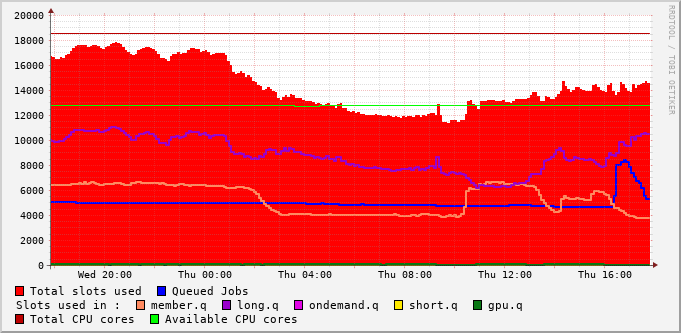 20000
18000
16000
14000
12000
10000
8000
6000
4000
2000
0
Wed 20:00 Thu 00:00 Thu 04:00 Thu 08:00 Thu 12:00 Thu 16:00
RRDTOOL / TOBI OETIKER
Total slots used Queued Jobs
Slots used in : member.q long.q ondemand.q short.q gpu.q
Total CPU cores Available CPU cores